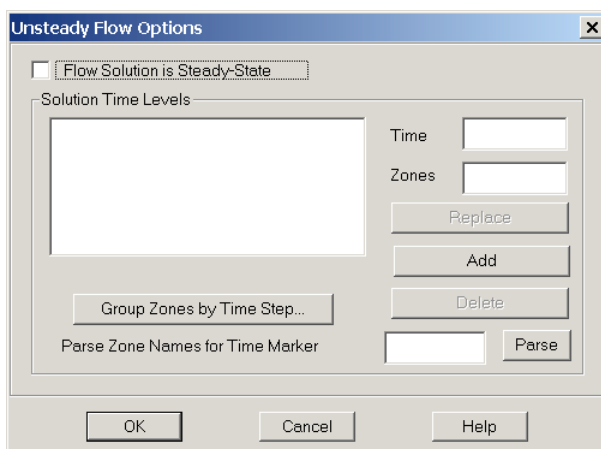 Unsteady Flow Options
Flow Solution is Steady-State
Solution Time Levels
Time
Zones
Replace
Add
Group Zones by Time Step...
Delete
Parse Zone Names for Time Marker
Parse
OK
Cancel
Help